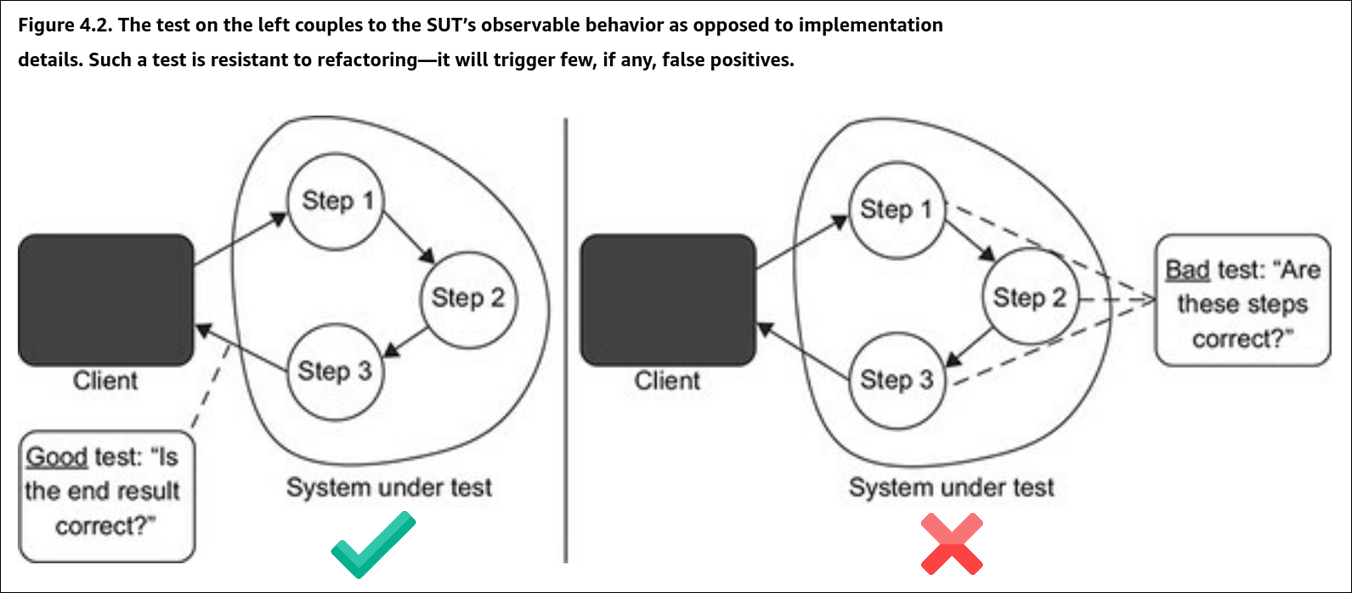 Figure 4.2. The test on the left couples to the SUT’s observable behavior as opposed to implementation
details. Such a test is resistant to refactoring—it will trigger few, if any, false positives.
Step 1
Step 2
Step 3
Client
Good test: “Is
the end result
correct?”
System under test
Step 1
Step 2
Step 3
Client
Bad test: “Are
these steps
correct?”
System under test